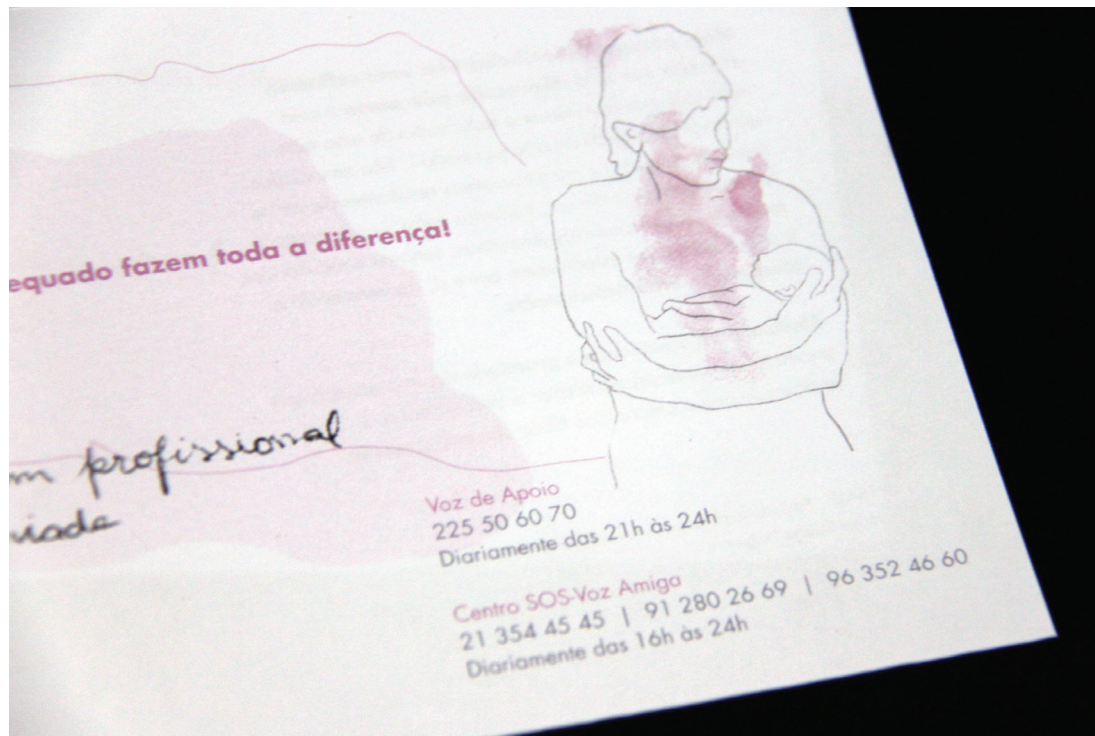 equado fazem toda a diferença!
m profissional
viada
Voz de Apoio
225 50 60 70
Diariamente das 21h às 24h
Centro SOS-Voz Amiga
21 354 45 45 | 91 280 26 69 | 96 352 46 60
Diariamente das 16h às 24h